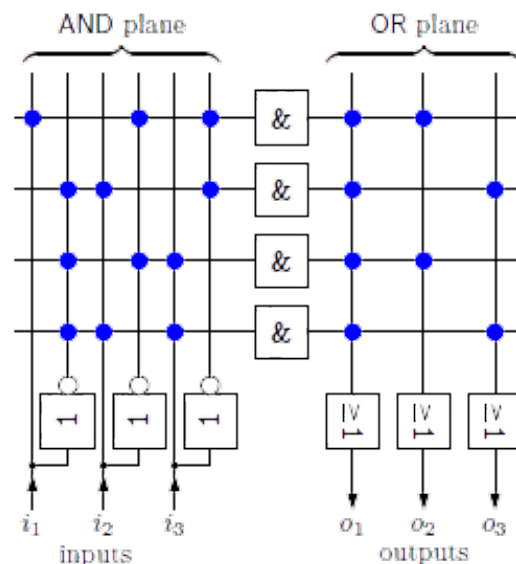 AND plane OR plane
&
&
&
&
1 1 1 ≥1 ≥1 ≥1
i₁ i₂ i₃ o₁ o₂ o₃
inputs outputs